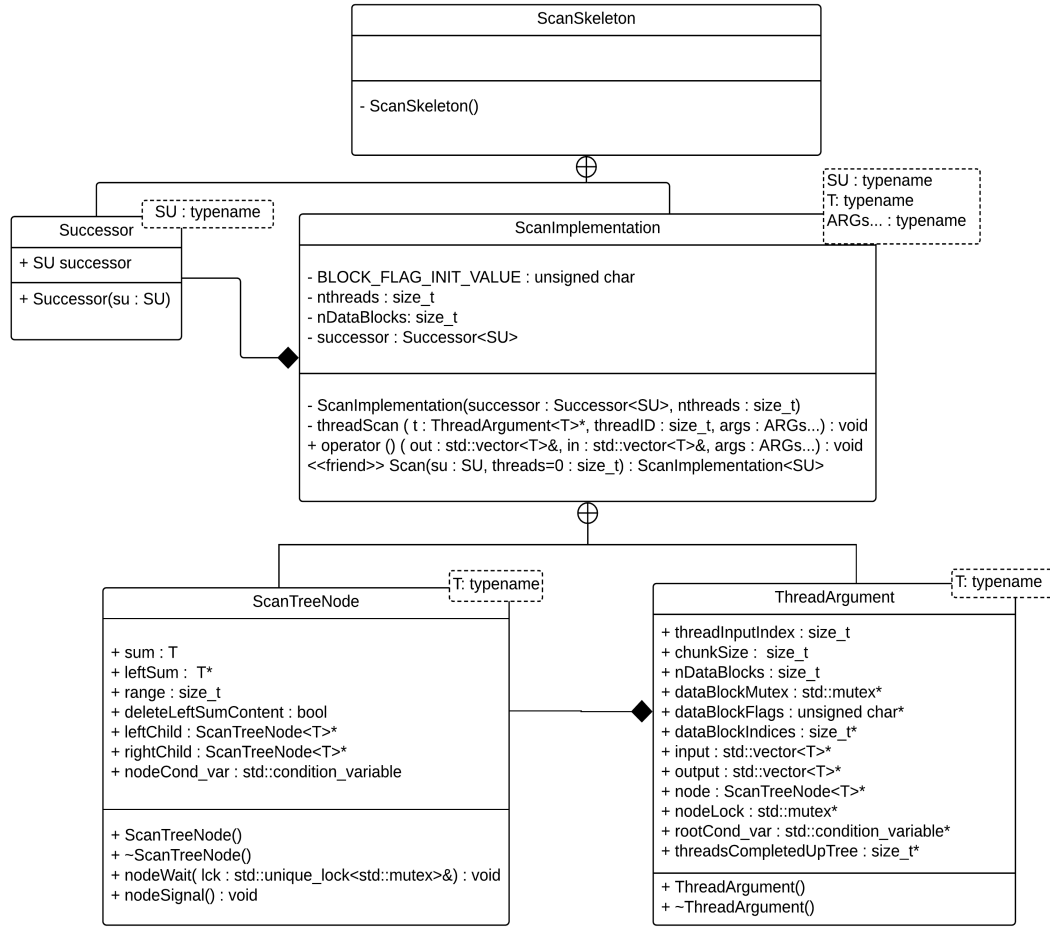 ScanSkeleton
- ScanSkeleton()
SU : typename
T: typename
ARGs... : typename
SU : typename
Successor
+ SU successor
+ Successor(su : SU)
ScanImplementation
- BLOCK_FLAG_INIT_VALUE : unsigned char
- nthreads : size_t
- nDataBlocks: size_t
- successor : Successor<SU>
- ScanImplementation(successor : Successor<SU>, nthreads : size_t)
- threadScan ( t : ThreadArgument<T>*, threadID : size_t, args : ARGs...) : void
+ operator () ( out : std::vector<T>&, in : std::vector<T>&, args : ARGs...) : void
<<friend>> Scan(su : SU, threads=0 : size_t) : ScanImplementation<SU>
T: typename
ScanTreeNode
+ sum : T
+ leftSum : T*
+ range : size_t
+ deleteLeftSumContent : bool
+ leftChild : ScanTreeNode<T>*
+ rightChild : ScanTreeNode<T>*
+ nodeCond_var : std::condition_variable
+ ScanTreeNode()
+ ~ScanTreeNode()
+ nodeWait( lck : std::unique_lock<std::mutex>&) : void
+ nodeSignal() : void
T: typename
ThreadArgument
+ threadInputIndex : size_t
+ chunkSize : size_t
+ nDataBlocks : size_t
+ dataBlockMutex : std::mutex*
+ dataBlockFlags : unsigned char*
+ dataBlockIndices : size_t*
+ input : std::vector<T>*
+ output : std::vector<T>*
+ node : ScanTreeNode<T>*
+ nodeLock : std::mutex*
+ rootCond_var : std::condition_variable*
+ threadsCompletedUpTree : size_t*
+ ThreadArgument()
+ ~ThreadArgument()